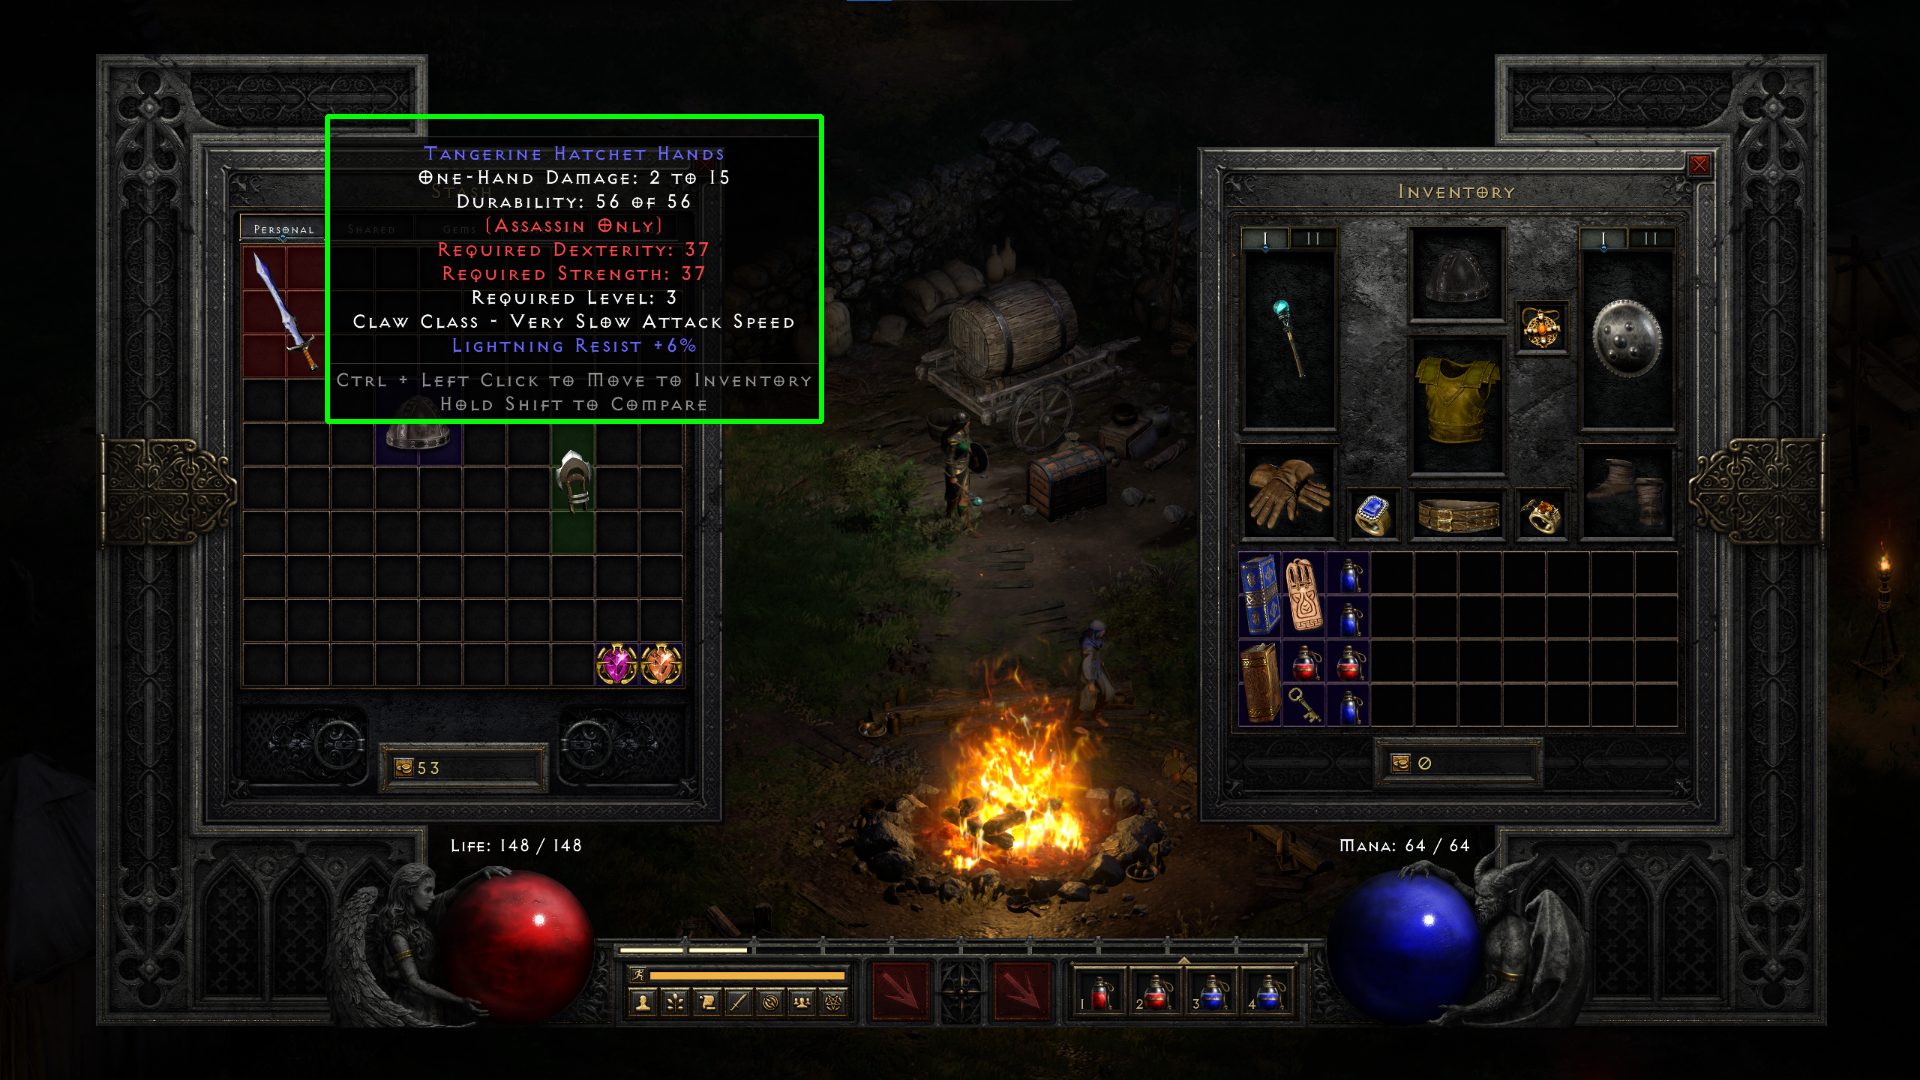 Tangerine Hatchet Hands
One-Hand Damage: 2 to 15
Stash
Durability: 56 of 56
Personal
Shared
Gems
(Assassin Only)
Required Dexterity: 37
Required Strength: 37
Required Level: 3
Claw Class - Very Slow Attack Speed
Lightning Resist +6%
Ctrl + Left Click to Move to Inventory
Hold Shift to Compare
53
Inventory
I
II
I
II
0
Life: 148 / 148
Mana: 64 / 64
1
2
3
4